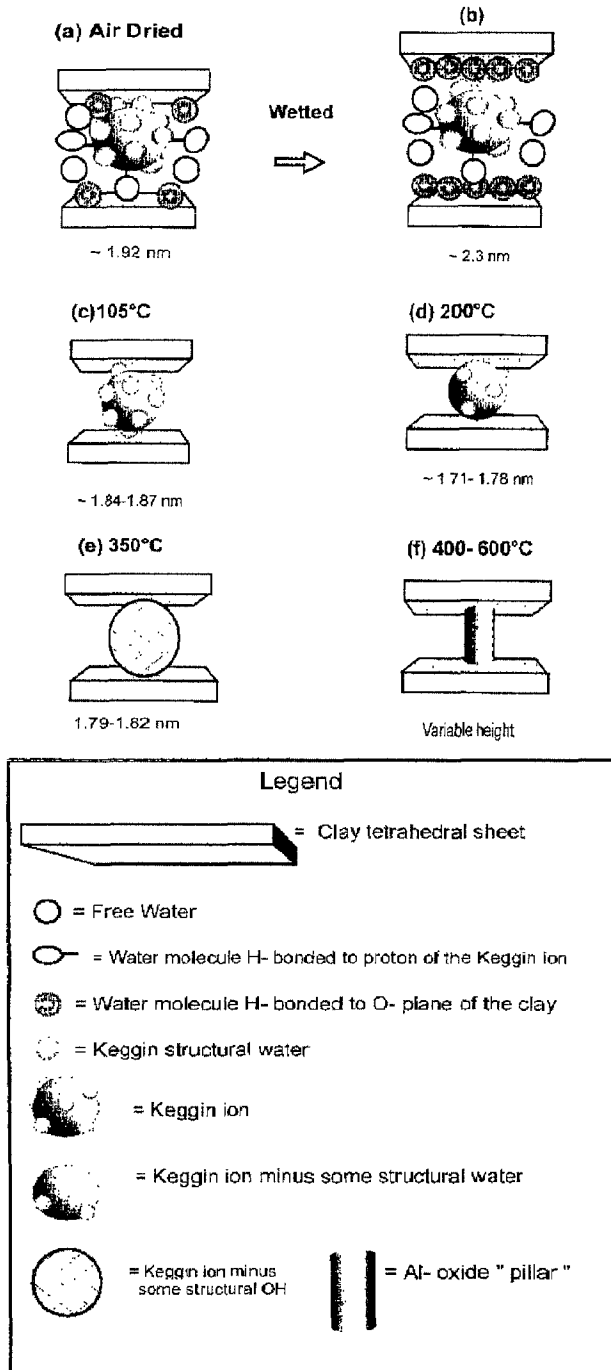 (a) Air Dried
(b)
Wetted
~ 1.92 nm
~ 2.3 nm
(c)105°C
(d) 200°C
~ 1.84-1.87 nm
~ 1.71- 1.78 nm
(e) 350°C
(f) 400- 600°C
1.79-1.82 nm
Variable height
Legend
= Clay tetrahedral sheet
= Free Water
= Water molecule H- bonded to proton of the Keggin ion
= Water molecule H- bonded to O- plane of the clay
= Keggin structural water
= Keggin ion
= Keggin ion minus some structural water
= Keggin ion minus
some structural OH
= Al- oxide " pillar "